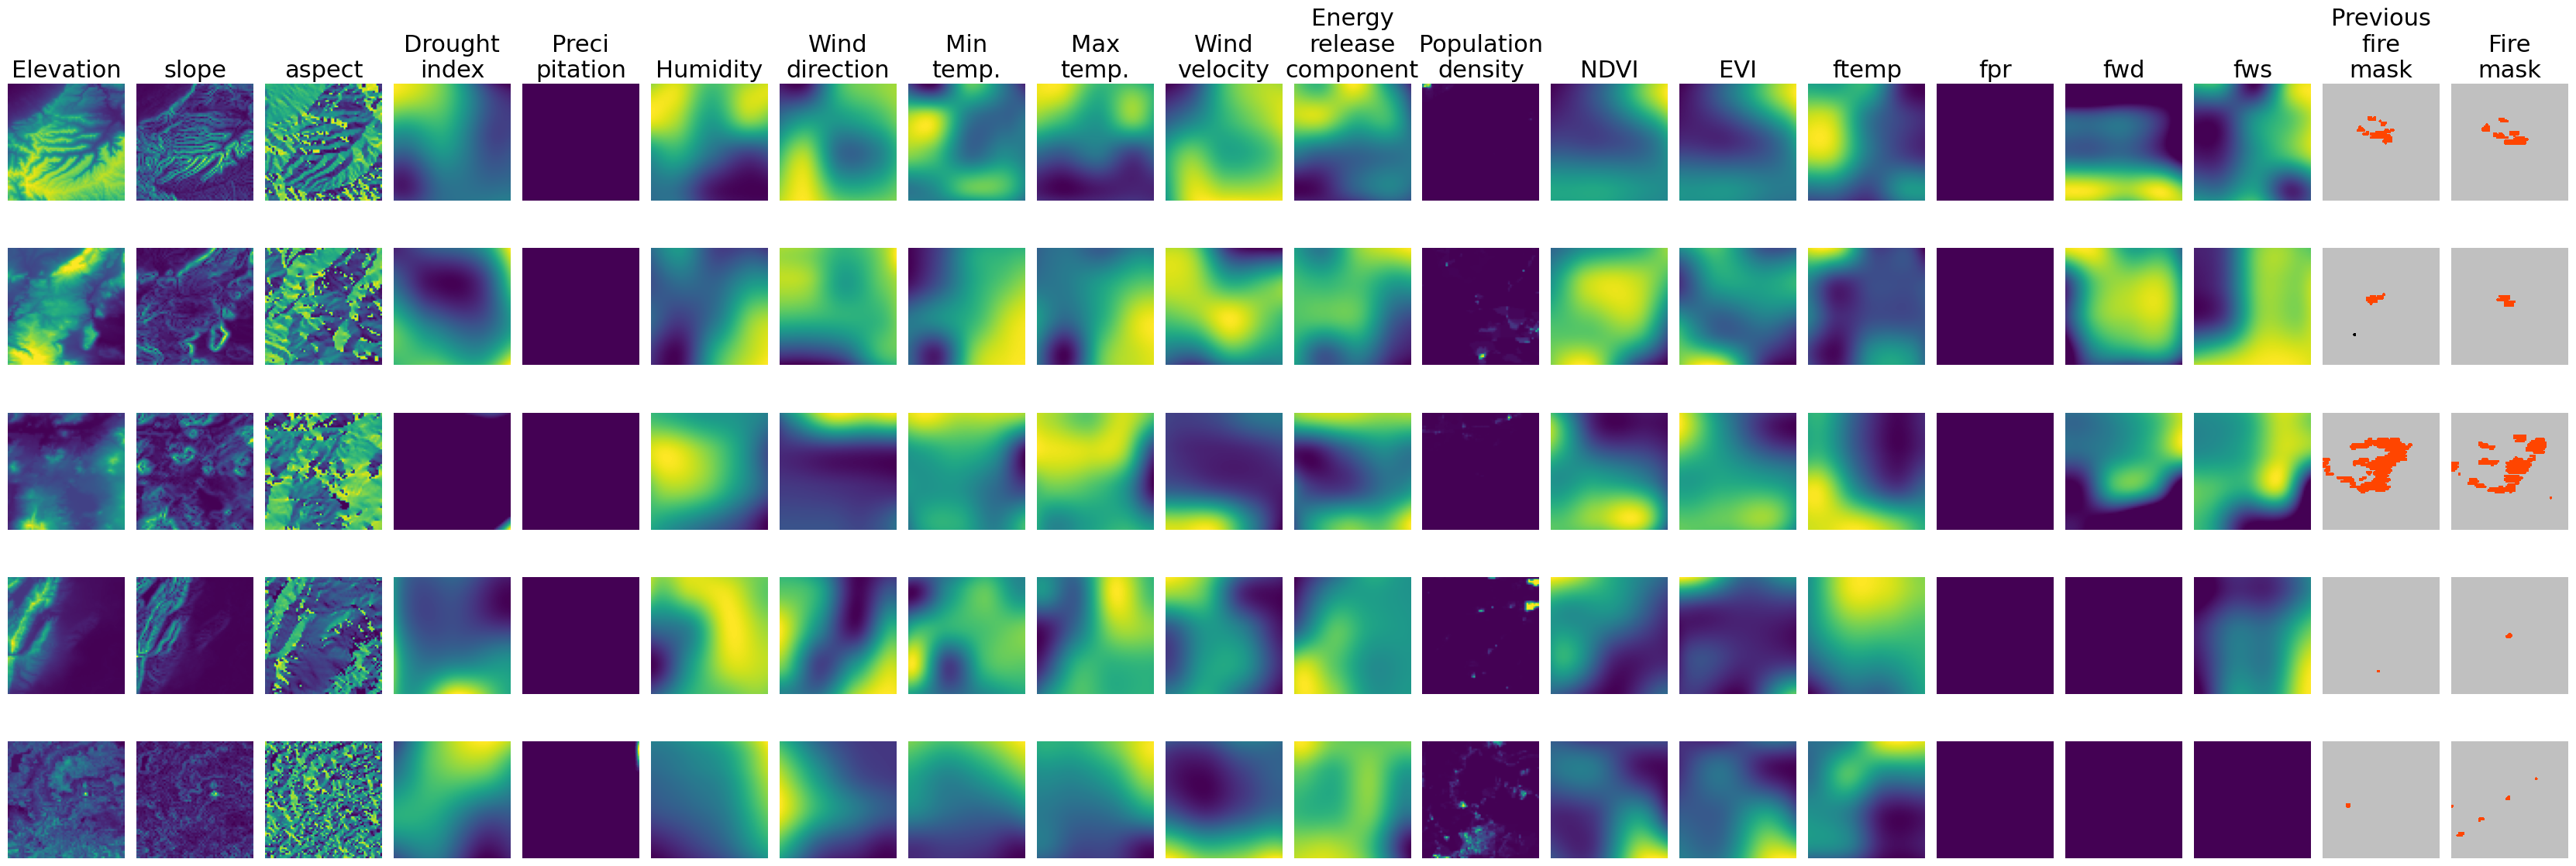 Elevation
slope
aspect
Drought
index
Preci
pitation
Humidity
Wind
direction
Min
temp.
Max
temp.
Wind
velocity
Energy
release
component
Population
density
NDVI
EVI
ftemp
fpr
fwd
fws
Previous
fire
mask
Fire
mask